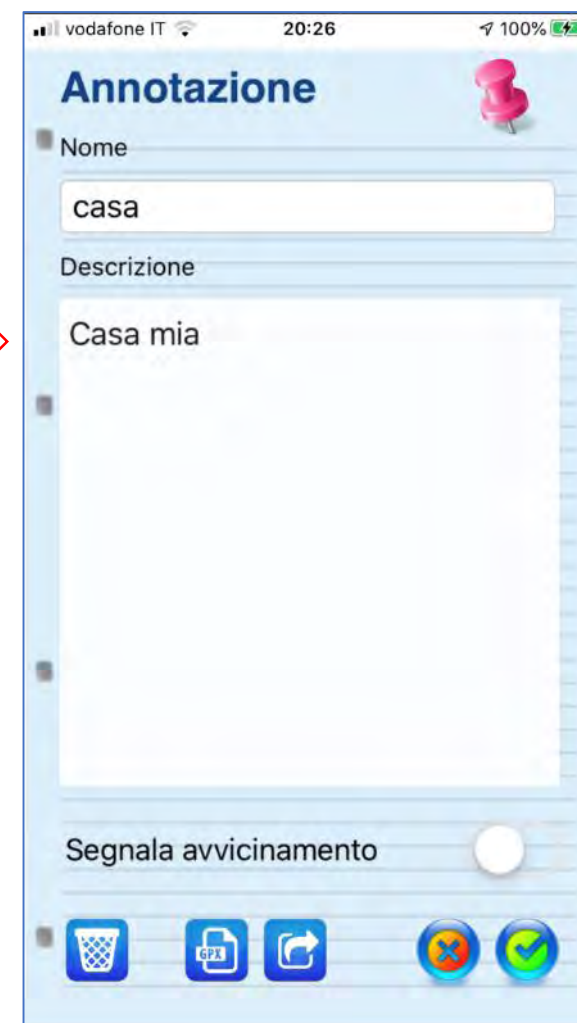 vodafone IT 20:26 100%
Annotazione
Nome
casa
Descrizione
Casa mia
Segnala avvicinamento
GPX